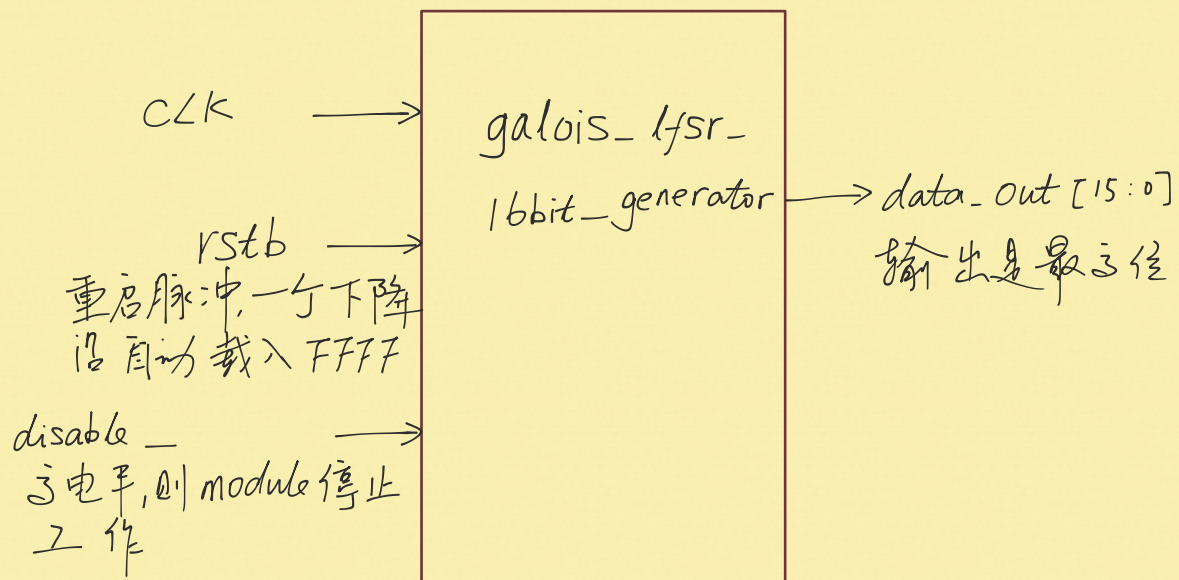 CLK
galois_lfsr_
16bit_generator
data_out [15:0]
输出是最高位
rstb
重启脉冲,一个下降
沿自动载入FFFF
disable_
高电平,则module停止
工作